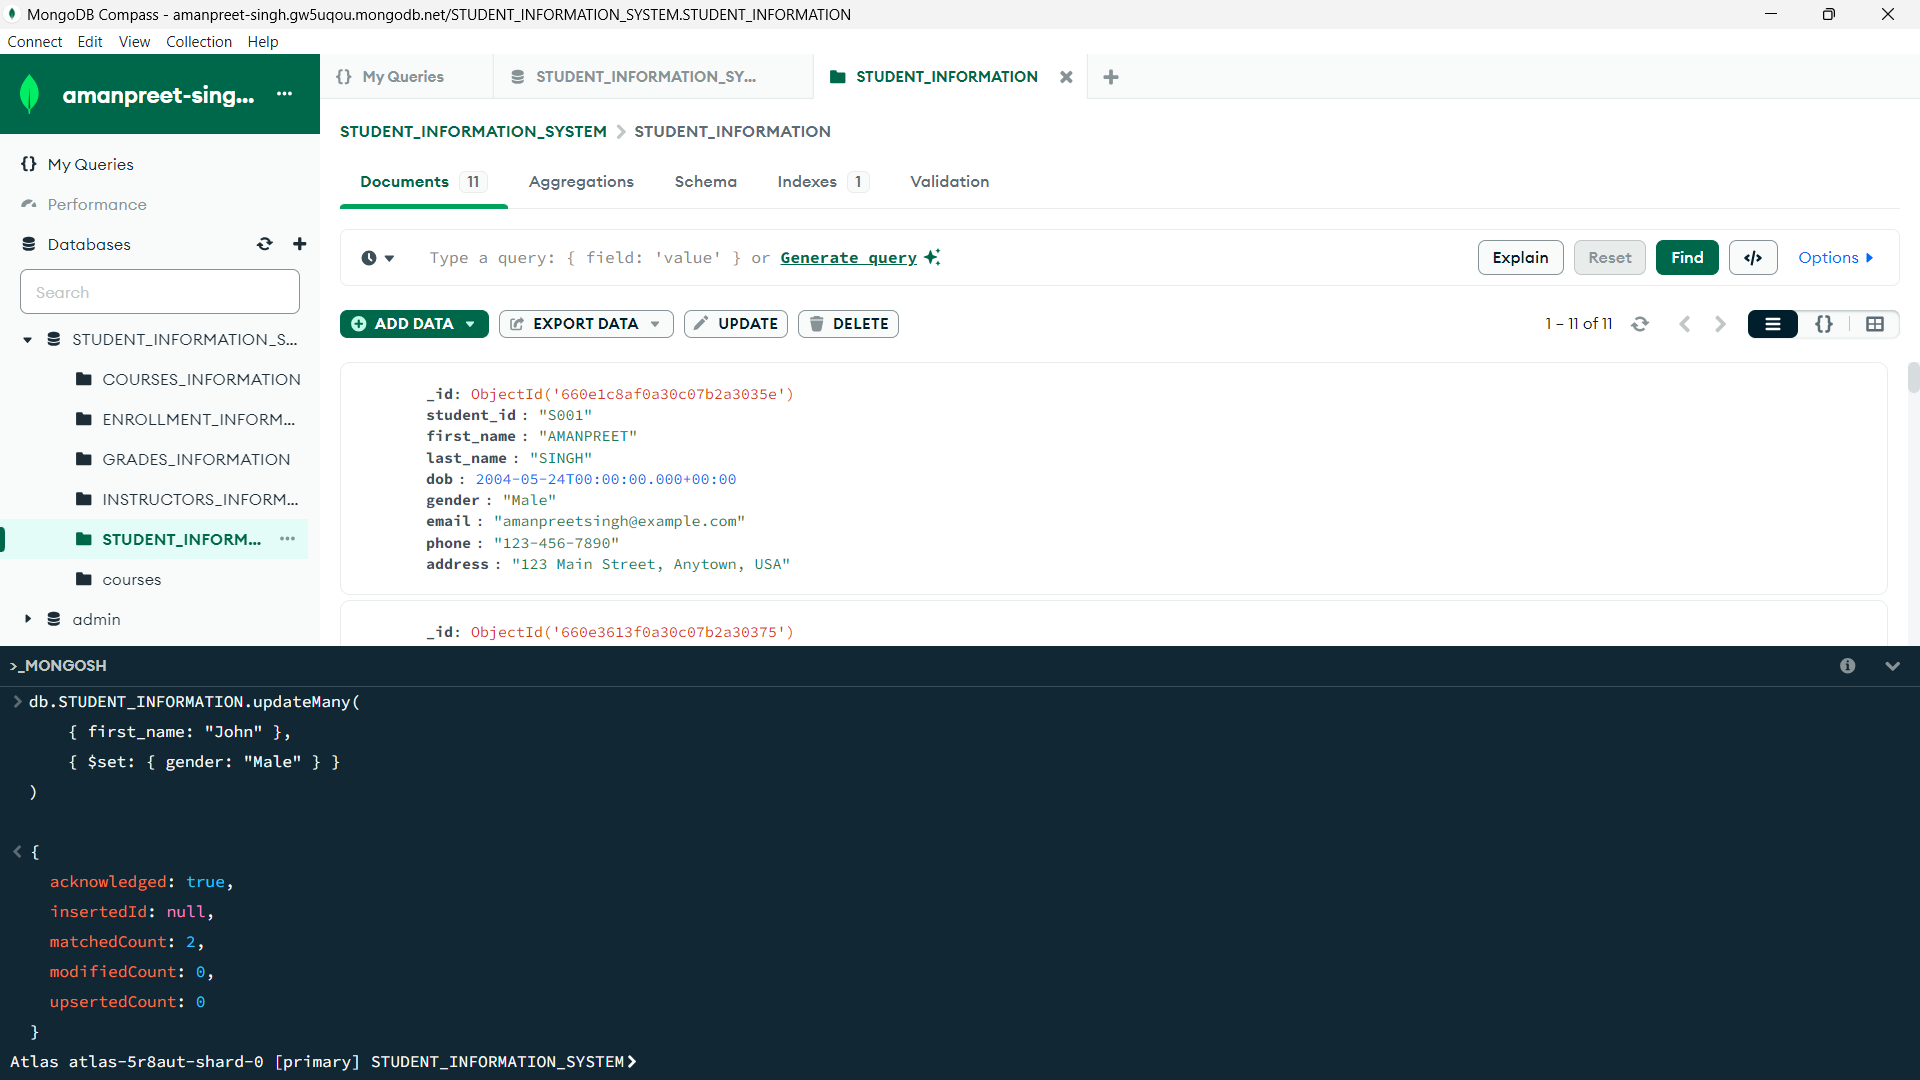 MongoDB Compass - amanpreet-singh.gw5uqou.mongodb.net/STUDENT_INFORMATION_SYSTEM.STUDENT_INFORMATION
Connect Edit View Collection Help
amanpreet-sing...
{} My Queries
Performance
Databases
Search
STUDENT_INFORMATION_S...
COURSES_INFORMATION
ENROLLMENT_INFORM...
GRADES_INFORMATION
INSTRUCTORS_INFORM...
STUDENT_INFORM...
courses
admin
{} My Queries
STUDENT_INFORMATION_SY...
STUDENT_INFORMATION
STUDENT_INFORMATION_SYSTEM > STUDENT_INFORMATION
Documents 11 Aggregations Schema Indexes 1 Validation
Type a query: { field: 'value' } or Generate query
Explain Reset Find </> Options
ADD DATA EXPORT DATA UPDATE DELETE
1 – 11 of 11 {}
_id: ObjectId('660e1c8af0a30c07b2a3035e')
student_id : "S001"
first_name : "AMANPREET"
last_name : "SINGH"
dob : 2004-05-24T00:00:00.000+00:00
gender : "Male"
email : "amanpreetsingh@example.com"
phone : "123-456-7890"
address : "123 Main Street, Anytown, USA"
_id: ObjectId('660e3613f0a30c07b2a30375')
>_MONGOSH
> db.STUDENT_INFORMATION.updateMany(
{ first_name: "John" },
{ $set: { gender: "Male" } }
)
< {
acknowledged: true,
insertedId: null,
matchedCount: 2,
modifiedCount: 0,
upsertedCount: 0
}
Atlas atlas-5r8aut-shard-0 [primary] STUDENT_INFORMATION_SYSTEM>